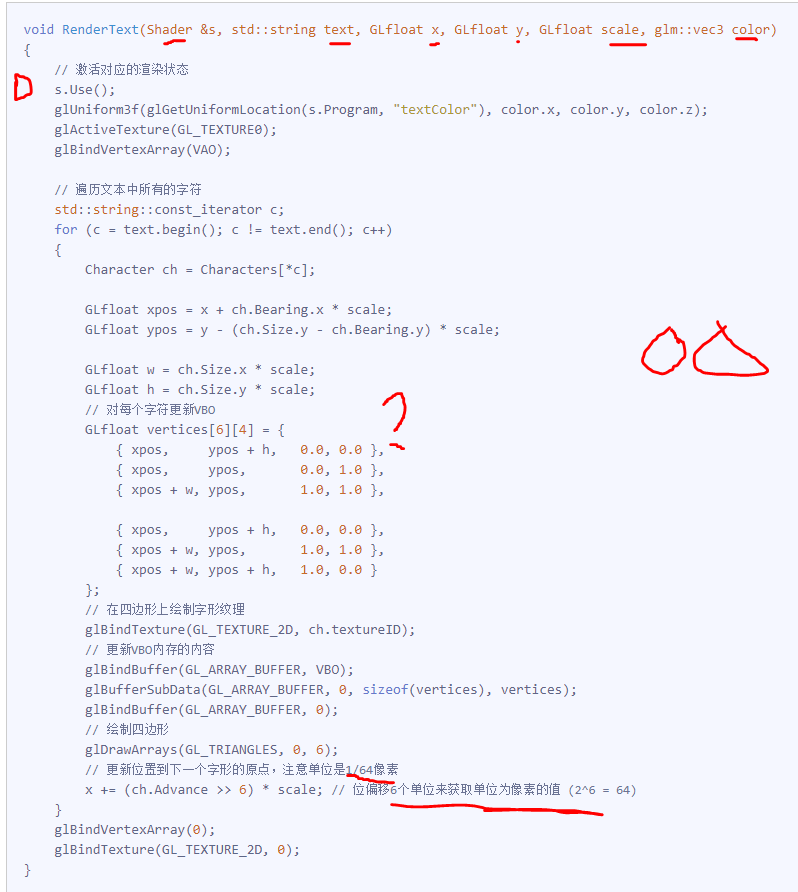 void RenderText(Shader &s, std::string text, GLfloat x, GLfloat y, GLfloat scale, glm::vec3 color)
{
    // 激活对应的渲染状态
    s.Use();
    glUniform3f(glGetUniformLocation(s.Program, "textColor"), color.x, color.y, color.z);
    glActiveTexture(GL_TEXTURE0);
    glBindVertexArray(VAO);

    // 遍历文本中所有的字符
    std::string::const_iterator c;
    for (c = text.begin(); c != text.end(); c++)
    {
        Character ch = Characters[*c];

        GLfloat xpos = x + ch.Bearing.x * scale;
        GLfloat ypos = y - (ch.Size.y - ch.Bearing.y) * scale;

        GLfloat w = ch.Size.x * scale;
        GLfloat h = ch.Size.y * scale;
        // 对每个字符更新VBO
        GLfloat vertices[6][4] = {
            { xpos,     ypos + h,   0.0, 0.0 },
            { xpos,     ypos,       0.0, 1.0 },
            { xpos + w, ypos,       1.0, 1.0 },

            { xpos,     ypos + h,   0.0, 0.0 },
            { xpos + w, ypos,       1.0, 1.0 },
            { xpos + w, ypos + h,   1.0, 0.0 }
        };
        // 在四边形上绘制字形纹理
        glBindTexture(GL_TEXTURE_2D, ch.textureID);
        // 更新VBO内存的内容
        glBindBuffer(GL_ARRAY_BUFFER, VBO);
        glBufferSubData(GL_ARRAY_BUFFER, 0, sizeof(vertices), vertices);
        glBindBuffer(GL_ARRAY_BUFFER, 0);
        // 绘制四边形
        glDrawArrays(GL_TRIANGLES, 0, 6);
        // 更新位置到下一个字形的原点，注意单位是1/64像素
        x += (ch.Advance >> 6) * scale; // 位偏移6个单位来获取单位为像素的值 (2^6 = 64)
    }
    glBindVertexArray(0);
    glBindTexture(GL_TEXTURE_2D, 0);
}